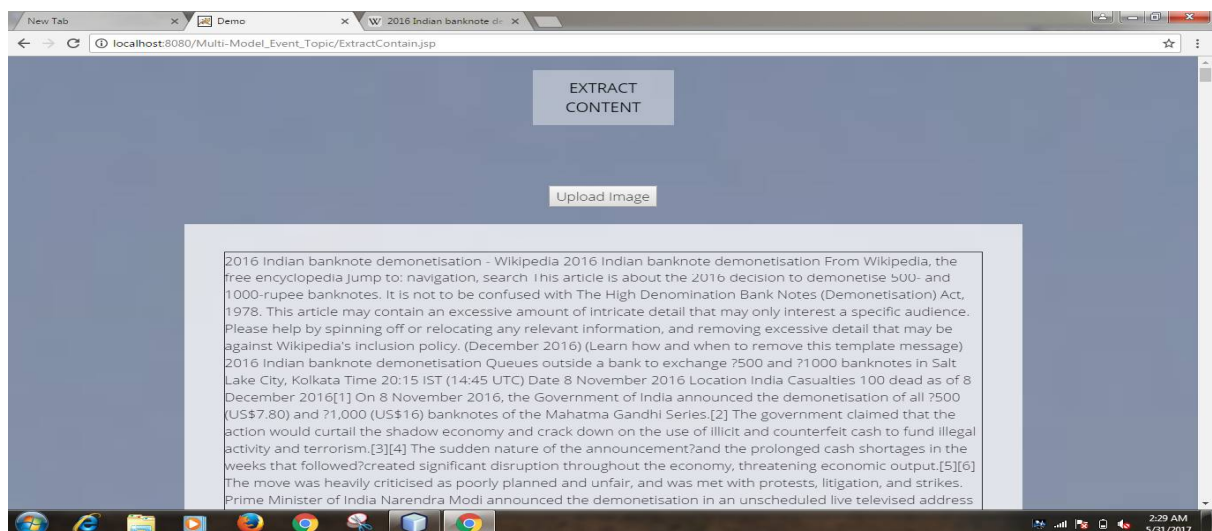 New Tab
Demo
2016 Indian banknote de
localhost:8080/Multi-Model_Event_Topic/ExtractContain.jsp
EXTRACT
CONTENT
Upload Image
2016 Indian banknote demonetisation - Wikipedia 2016 Indian banknote demonetisation From Wikipedia, the
free encyclopedia Jump to: navigation, search This article is about the 2016 decision to demonetise 500- and
1000-rupee banknotes. It is not to be confused with The High Denomination Bank Notes (Demonetisation) Act,
1978. This article may contain an excessive amount of intricate detail that may only interest a specific audience.
Please help by spinning off or relocating any relevant information, and removing excessive detail that may be
against Wikipedia's inclusion policy. (December 2016) (Learn how and when to remove this template message)
2016 Indian banknote demonetisation Queues outside a bank to exchange ?500 and ?1000 banknotes in Salt
Lake City, Kolkata Time 20:15 IST (14:45 UTC) Date 8 November 2016 Location India Casualties 100 dead as of 8
December 2016[1] On 8 November 2016, the Government of India announced the demonetisation of all ?500
(US$7.80) and ?1,000 (US$16) banknotes of the Mahatma Gandhi Series.[2] The government claimed that the
action would curtail the shadow economy and crack down on the use of illicit and counterfeit cash to fund illegal
activity and terrorism.[3][4] The sudden nature of the announcement?and the prolonged cash shortages in the
weeks that followed?created significant disruption throughout the economy, threatening economic output.[5][6]
The move was heavily criticised as poorly planned and unfair, and was met with protests, litigation, and strikes.
Prime Minister of India Narendra Modi announced the demonetisation in an unscheduled live televised address
2:29 AM
5/31/2017